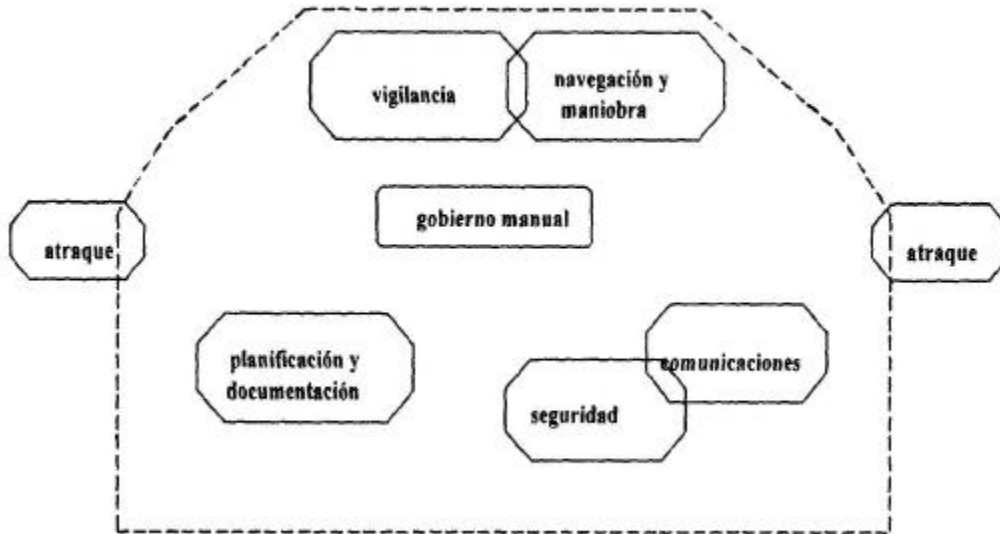 vigilancia
navegación y
maniobra
gobierno manual
atraque
atraque
planificación y
documentación
comunicaciones
seguridad